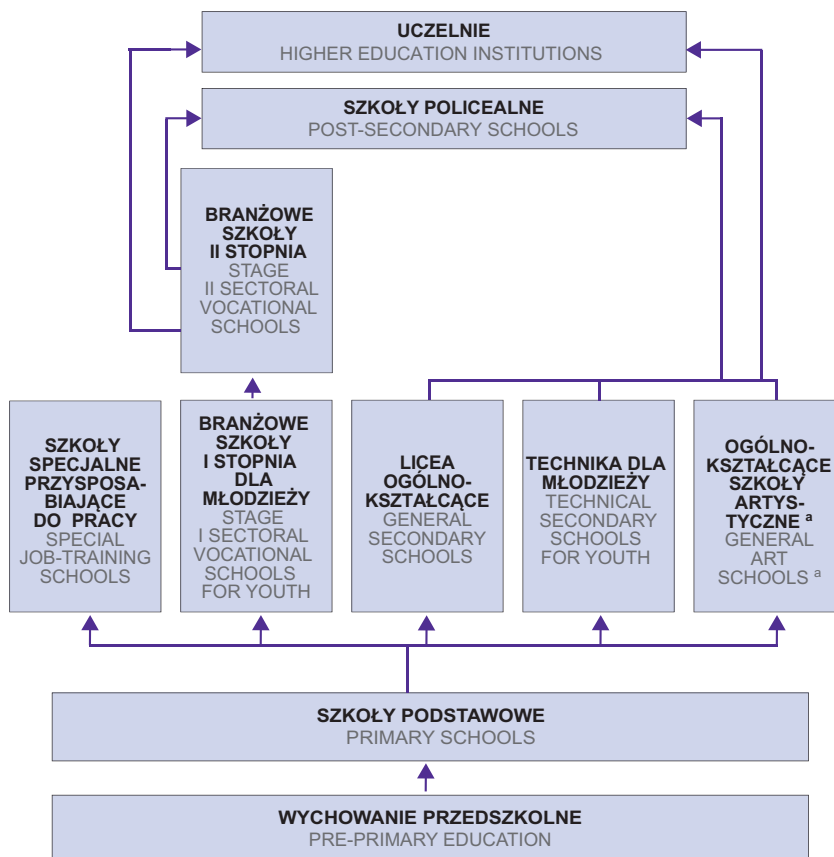 UCZELNIE
HIGHER EDUCATION INSTITUTIONS
SZKOŁY POLICEALNE
POST-SECONDARY SCHOOLS
BRANŻOWE
SZKOŁY
II STOPNIA
STAGE
II SECTORAL
VOCATIONAL
SCHOOLS
SZKOŁY
SPECJALNE
PRZYSPOSA-
BIAJĄCE
DO PRACY
SPECIAL
JOB-TRAINING
SCHOOLS
BRANŻOWE
SZKOŁY
I STOPNIA
DLA
MŁODZIEŻY
STAGE
I SECTORAL
VOCATIONAL
SCHOOLS
FOR YOUTH
LICEA
OGÓLNO-
KSZTAŁCĄCE
GENERAL
SECONDARY
SCHOOLS
TECHNIKA DLA
MŁODZIEŻY
TECHNICAL
SECONDARY
SCHOOLS
FOR YOUTH
OGÓLNO-
KSZTAŁCĄCE
SZKOŁY
ARTYS-
TYCZNE a
GENERAL
ART
SCHOOLS a
SZKOŁY PODSTAWOWE
PRIMARY SCHOOLS
WYCHOWANIE PRZEDSZKOLNE
PRE-PRIMARY EDUCATION